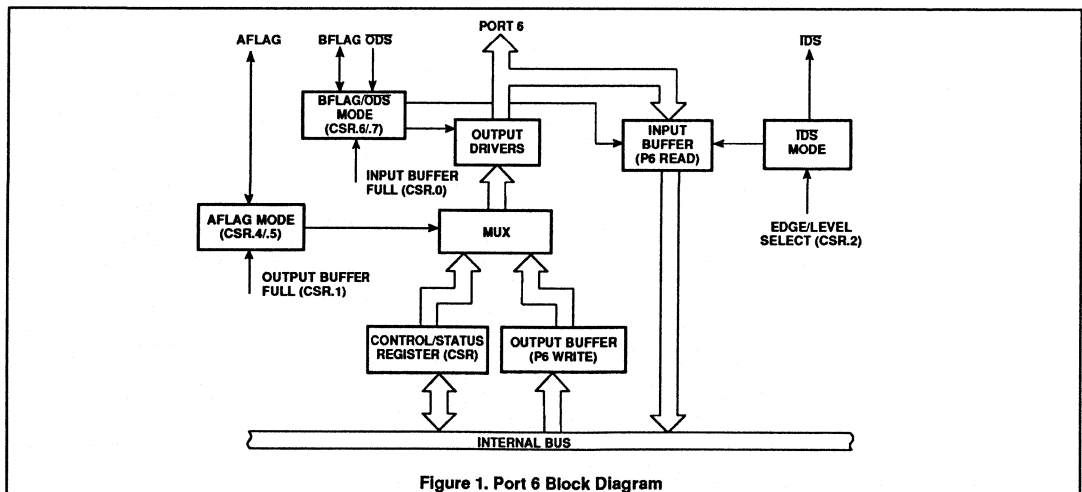 PORT 6
AFLAG
BFLAG ODS
IDS
BFLAG/ODS
MODE
(CSR.6/.7)
OUTPUT
DRIVERS
INPUT
BUFFER
(P6 READ)
IDS
MODE
INPUT BUFFER
FULL (CSR.0)
AFLAG MODE
(CSR.4/.5)
MUX
EDGE/LEVEL
SELECT (CSR.2)
OUTPUT BUFFER
FULL (CSR.1)
CONTROL/STATUS
REGISTER (CSR)
OUTPUT BUFFER
(P6 WRITE)
INTERNAL BUS
Figure 1. Port 6 Block Diagram